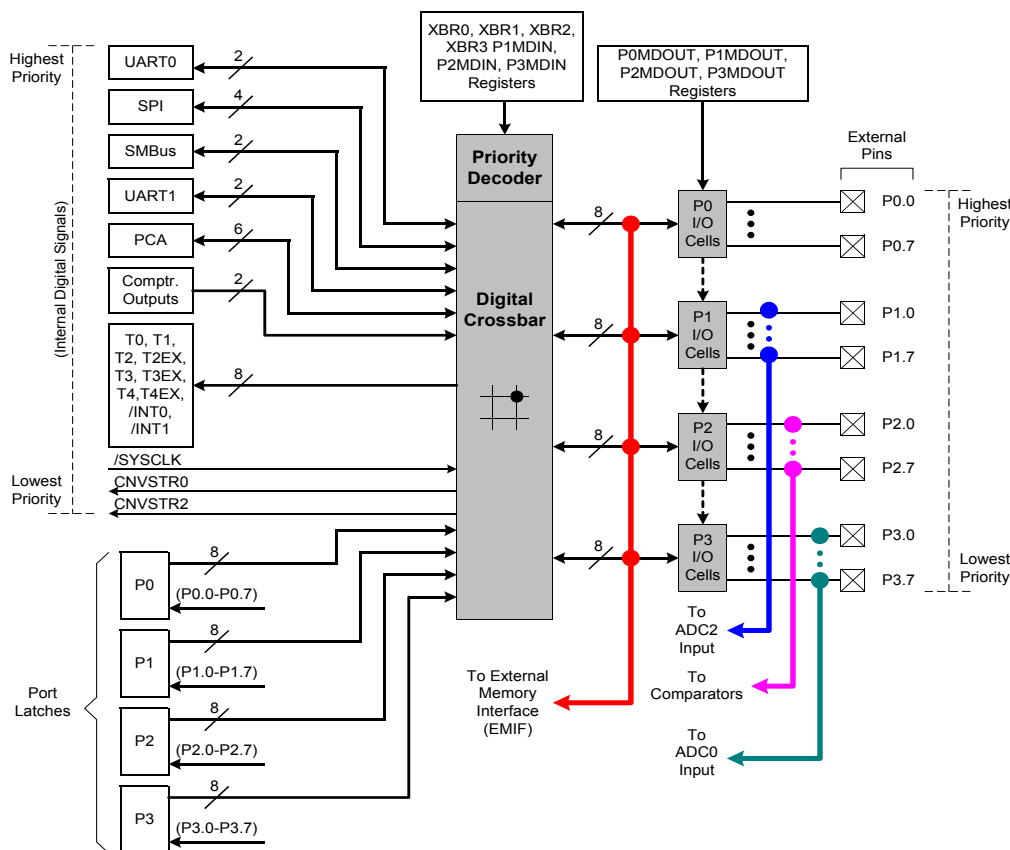 XBR0, XBR1, XBR2,
XBR3 P1MDIN,
P2MDIN, P3MDIN
Registers
P0MDOUT, P1MDOUT,
P2MDOUT, P3MDOUT
Registers
Highest
Priority
(Internal Digital Signals)
Lowest
Priority
UART0
2
SPI
4
SMBus
2
UART1
2
PCA
6
Comptr.
Outputs
2
T0, T1,
T2, T2EX,
T3, T3EX,
T4,T4EX,
/INT0,
/INT1
8
/SYSCLK
CNVSTR0
CNVSTR2
Port
Latches
P0
8
(P0.0-P0.7)
P1
8
(P1.0-P1.7)
P2
8
(P2.0-P2.7)
P3
8
(P3.0-P3.7)
Priority
Decoder
Digital
Crossbar
8
8
8
8
P0
I/O
Cells
P1
I/O
Cells
P2
I/O
Cells
P3
I/O
Cells
External
Pins
P0.0
P0.7
P1.0
P1.7
P2.0
P2.7
P3.0
P3.7
Highest
Priority
Lowest
Priority
To External
Memory
Interface
(EMIF)
To
ADC2
Input
To
Comparators
To
ADC0
Input